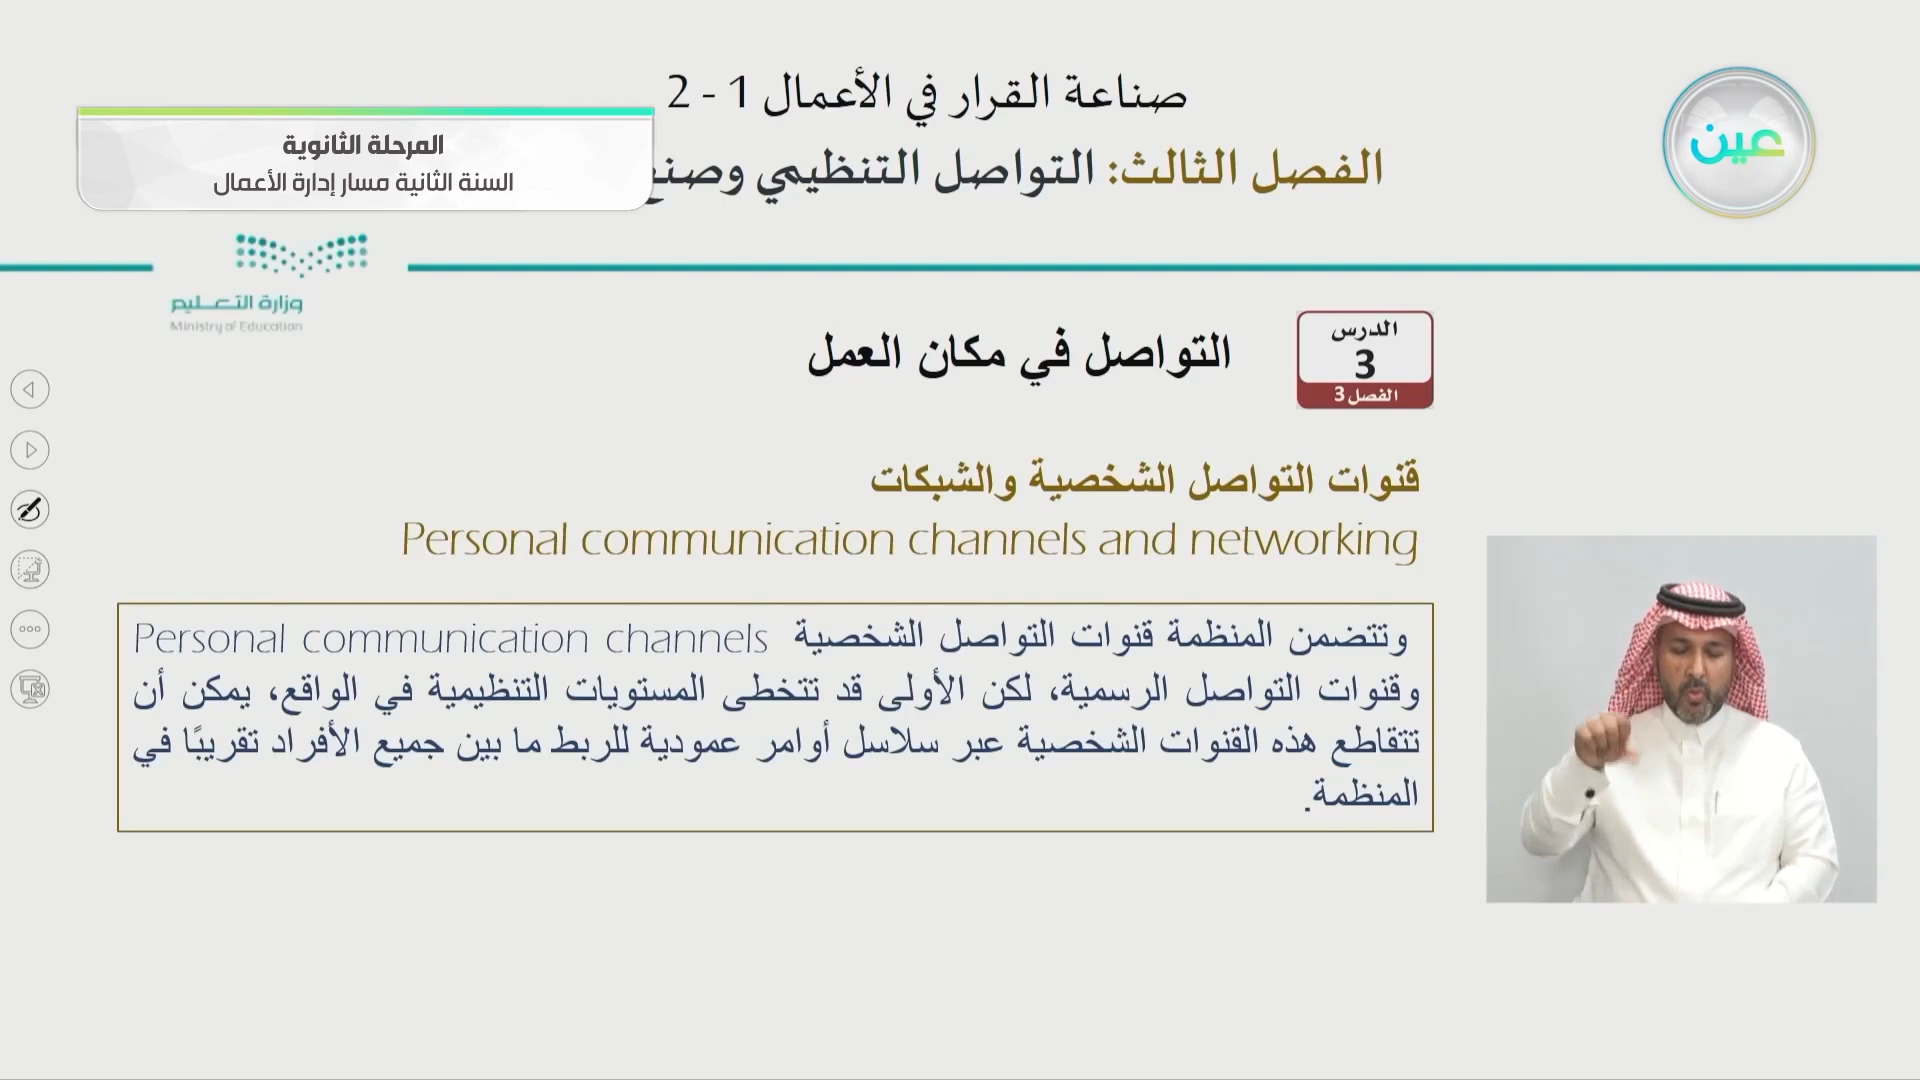 صناعة القرار في الأعمال 1 - 2
المرحلة الثانوية
السنة الثانية مسار إدارة الأعمال
الفصل الثالث: التواصل التنظيمي وصنع
عين
وزارة التعليم
Ministry of Education
الدرس
3
الفصل 3
التواصل في مكان العمل
قنوات التواصل الشخصية والشبكات
Personal communication channels and networking
وتتضمن المنظمة قنوات التواصل الشخصية Personal communication channels
وقنوات التواصل الرسمية، لكن الأولى قد تتخطى المستويات التنظيمية في الواقع، يمكن أن
تتقاطع هذه القنوات الشخصية عبر سلاسل أوامر عمودية للربط ما بين جميع الأفراد تقريبًا في
المنظمة.